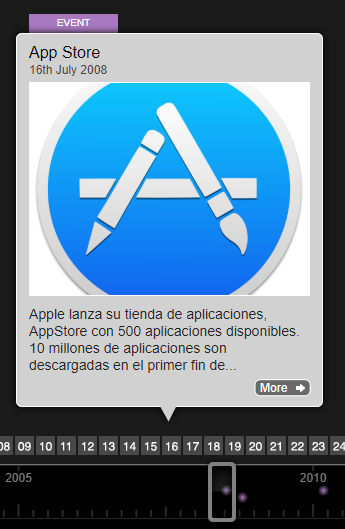 EVENT
App Store
16th July 2008
Apple lanza su tienda de aplicaciones,
AppStore con 500 aplicaciones disponibles.
10 millones de aplicaciones son
descargadas en el primer fin de...
More
08 09 10 11 12 13 14 15 16 17 18 19 20 21 22 23 24
2005 2010